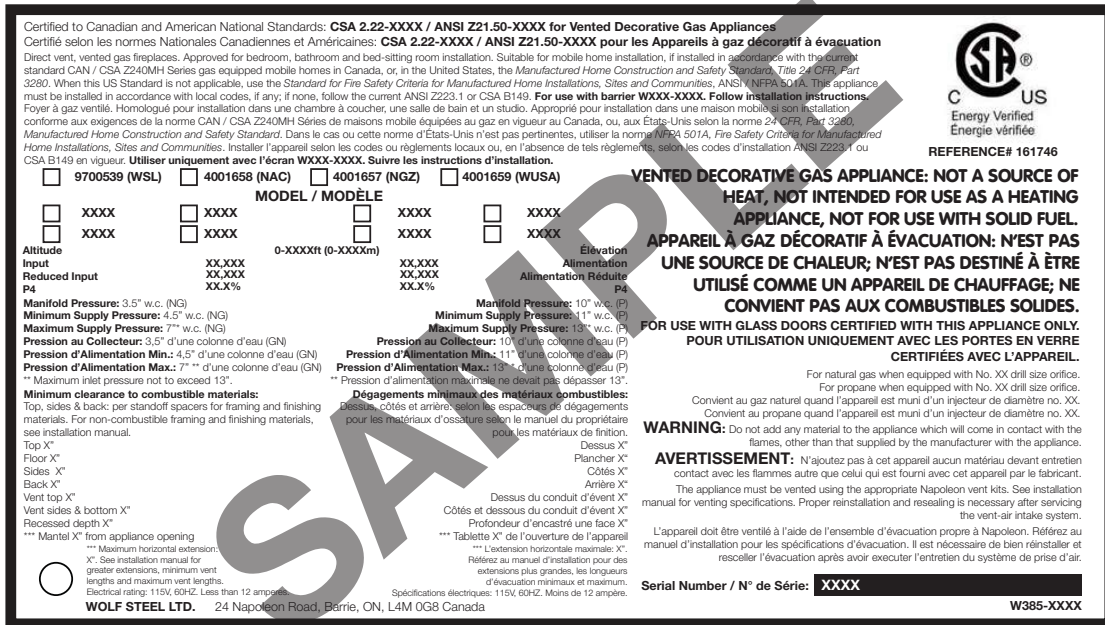 Certified to Canadian and American National Standards: CSA 2.22-XXXX / ANSI Z21.50-XXXX for Vented Decorative Gas Appliances
Certifié selon les normes Nationales Canadiennes et Américaines: CSA 2.22-XXXX / ANSI Z21.50-XXXX pour les Appareils à gaz décoratif à évacuation
Direct vent, vented gas fireplaces. Approved for bedroom, bathroom and bed-sitting room installation. Suitable for mobile home installation, if installed in accordance with the current
standard CAN / CSA Z240MH Series gas equipped mobile homes in Canada, or, in the United States, the Manufactured Home Construction and Safety Standard, Title 24 CFR, Part
3280. When this US Standard is not applicable, use the Standard for Fire Safety Criteria for Manufactured Home Installations, Sites and Communities, ANSI / NFPA 501A. This appliance
must be installed in accordance with local codes, if any; if none, follow the current ANSI Z223.1 or CSA B149. For use with barrier WXXX-XXXX. Follow installation instructions.
Foyer à gaz ventilé. Homologué pour installation dans une chambre à coucher, une salle de bain et un studio. Approprié pour installation dans une maison mobile si son installation
conforme aux exigences de la norme CAN / CSA Z240MH Séries de maisons mobile équipées au gaz en vigueur au Canada, ou, aux État-Unis selon la norme 24 CFR, Part 3280,
Manufactured Home Construction and Safety Standard. Dans le cas ou cette norme d'États-Unis n'est pas pertinentes, utiliser la norme NFPA 501A, Fire Safety Criteria for Manufactured
Home Installations, Sites and Communities. Installer l'appareil selon les codes ou règlements locaux ou, en l'absence de tels règlements, selon les codes d'installation ANSI Z223.1 ou
CSA B149 en vigueur. Utiliser uniquement avec l'écran WXXX-XXXX. Suivre les instructions d'installation.
9700539 (WSL) 4001658 (NAC) 4001657 (NGZ) 4001659 (WUSA)
MODEL / MODÈLE
XXXX XXXX XXXX XXXX
XXXX XXXX XXXX XXXX
Altitude 0-XXXXft (0-XXXXm) Élévation
Input XX,XXX XX,XXX Alimentation
Reduced Input XX,XXX XX,XXX Alimentation Réduite
P4 XX.X% XX.X% P4
Manifold Pressure: 3.5" w.c. (NG)
Minimum Supply Pressure: 4.5" w.c. (NG)
Maximum Supply Pressure: 7"* w.c. (NG)
Pression au Collecteur: 3,5" d'une colonne d'eau (GN)
Pression d'Alimentation Min.: 4,5" d'une colonne d'eau (GN)
Pression d'Alimentation Max.: 7" ** d'une colonne d'eau (GN)
** Maximum inlet pressure not to exceed 13".
Manifold Pressure: 10" w.c. (P)
Minimum Supply Pressure: 11" w.c. (P)
Maximum Supply Pressure: 13"* w.c. (P)
Pression au Collecteur: 10" d'une colonne d'eau (P)
Pression d'Alimentation Min.: 11" d'une colonne d'eau (P)
Pression d'Alimentation Max.: 13" * d'une colonne d'eau (P)
** Pression d'alimentation maximale ne devait pas dépasser 13".
Minimum clearance to combustible materials:
Top, sides & back: per standoff spacers for framing and finishing
materials. For non-combustible framing and finishing materials,
see installation manual.
Top X"
Floor X"
Sides X"
Back X"
Vent top X"
Vent sides & bottom X"
Recessed depth X"
*** Mantel X" from appliance opening
*** Maximum horizontal extension:
X". See installation manual for
greater extensions, minimum vent
lengths and maximum vent lengths.
Electrical rating: 115V, 60HZ. Less than 12 amperes.
Dégagements minimaux des matériaux combustibles:
Dessus, côtés et arrière: selon les espaceurs de dégagements
pour les matériaux d'ossature selon le manuel du propriétaire
pour les matériaux de finition.
Dessus X"
Plancher X"
Côtés X"
Arrière X"
Dessus du conduit d'évent X"
Côtés et dessous du conduit d'évent X"
Profondeur d'encastré une face X"
*** Tablette X" de l'ouverture de l'appareil
*** L'extension horizontale maximale: X".
Référez au manuel d'installation pour des
extensions plus grandes, les longueurs
d'évacuation minimaux et maximum.
Spécifications électriques: 115V, 60HZ. Moins de 12 ampère.
WOLF STEEL LTD. 24 Napoleon Road, Barrie, ON, L4M 0G8 Canada
CSA ®
C US
Energy Verified
Énergie vérifiée
REFERENCE# 161746
VENTED DECORATIVE GAS APPLIANCE: NOT A SOURCE OF
HEAT, NOT INTENDED FOR USE AS A HEATING
APPLIANCE, NOT FOR USE WITH SOLID FUEL.
APPAREIL À GAZ DÉCORATIF À ÉVACUATION: N'EST PAS
UNE SOURCE DE CHALEUR; N'EST PAS DESTINÉ À ÈTRE
UTILISÉ COMME UN APPAREIL DE CHAUFFAGE; NE
CONVIENT PAS AUX COMBUSTIBLES SOLIDES.
FOR USE WITH GLASS DOORS CERTIFIED WITH THIS APPLIANCE ONLY.
POUR UTILISATION UNIQUEMENT AVEC LES PORTES EN VERRE
CERTIFIÉES AVEC L'APPAREIL.
For natural gas when equipped with No. XX drill size orifice.
For propane when equipped with No. XX drill size orifice.
Convient au gaz naturel quand l'appareil est muni d'un injecteur de diamètre no. XX.
Convient au propane quand l'appareil est muni d'un injecteur de diamètre no. XX.
WARNING: Do not add any material to the appliance which will come in contact with the
flames, other than that supplied by the manufacturer with the appliance.
AVERTISSEMENT: N'ajoutez pas à cet appareil aucun matériau devant entretien
contact avec les flammes autre que celui qui est fourni avec cet appareil par le fabricant.
The appliance must be vented using the appropriate Napoleon vent kits. See installation
manual for venting specifications. Proper reinstallation and resealing is necessary after servicing
the vent-air intake system.
L'appareil doit être ventilé à l'aide de l'ensemble d'évacuation propre à Napoleon. Référez au
manuel d'installation pour les spécifications d'évacuation. Il est nécessaire de bien réinstaller et
resceller l'évacuation après avoir executer l'entretien du système de prise d'air.
Serial Number / N° de Série: XXXX
W385-XXXX
SAMPLE